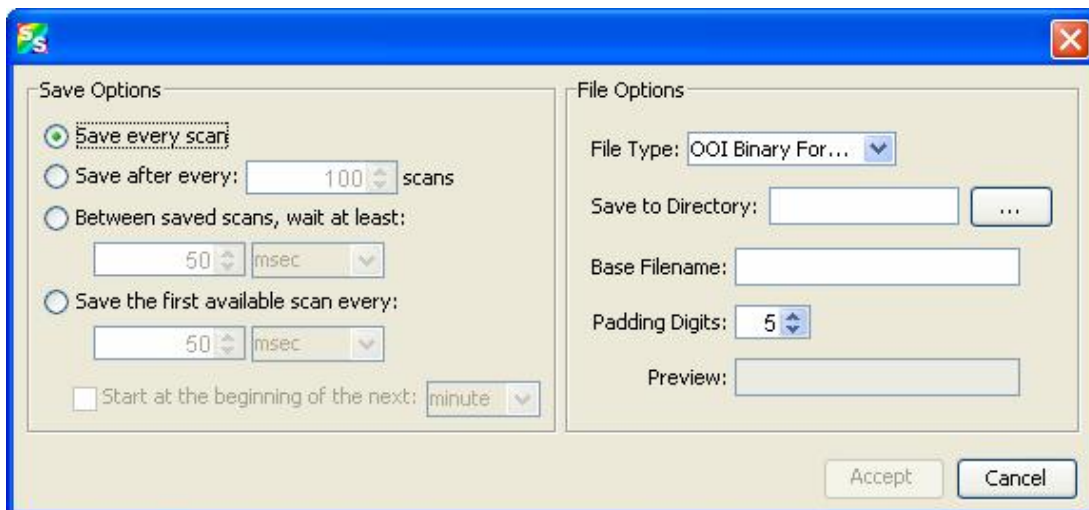 SS
Save Options
Save every scan
Save after every: 100 scans
Between saved scans, wait at least:
50 msec
Save the first available scan every:
50 msec
Start at the beginning of the next: minute
File Options
File Type: OOI Binary For...
Save to Directory: ...
Base Filename:
Padding Digits: 5
Preview:
Accept Cancel